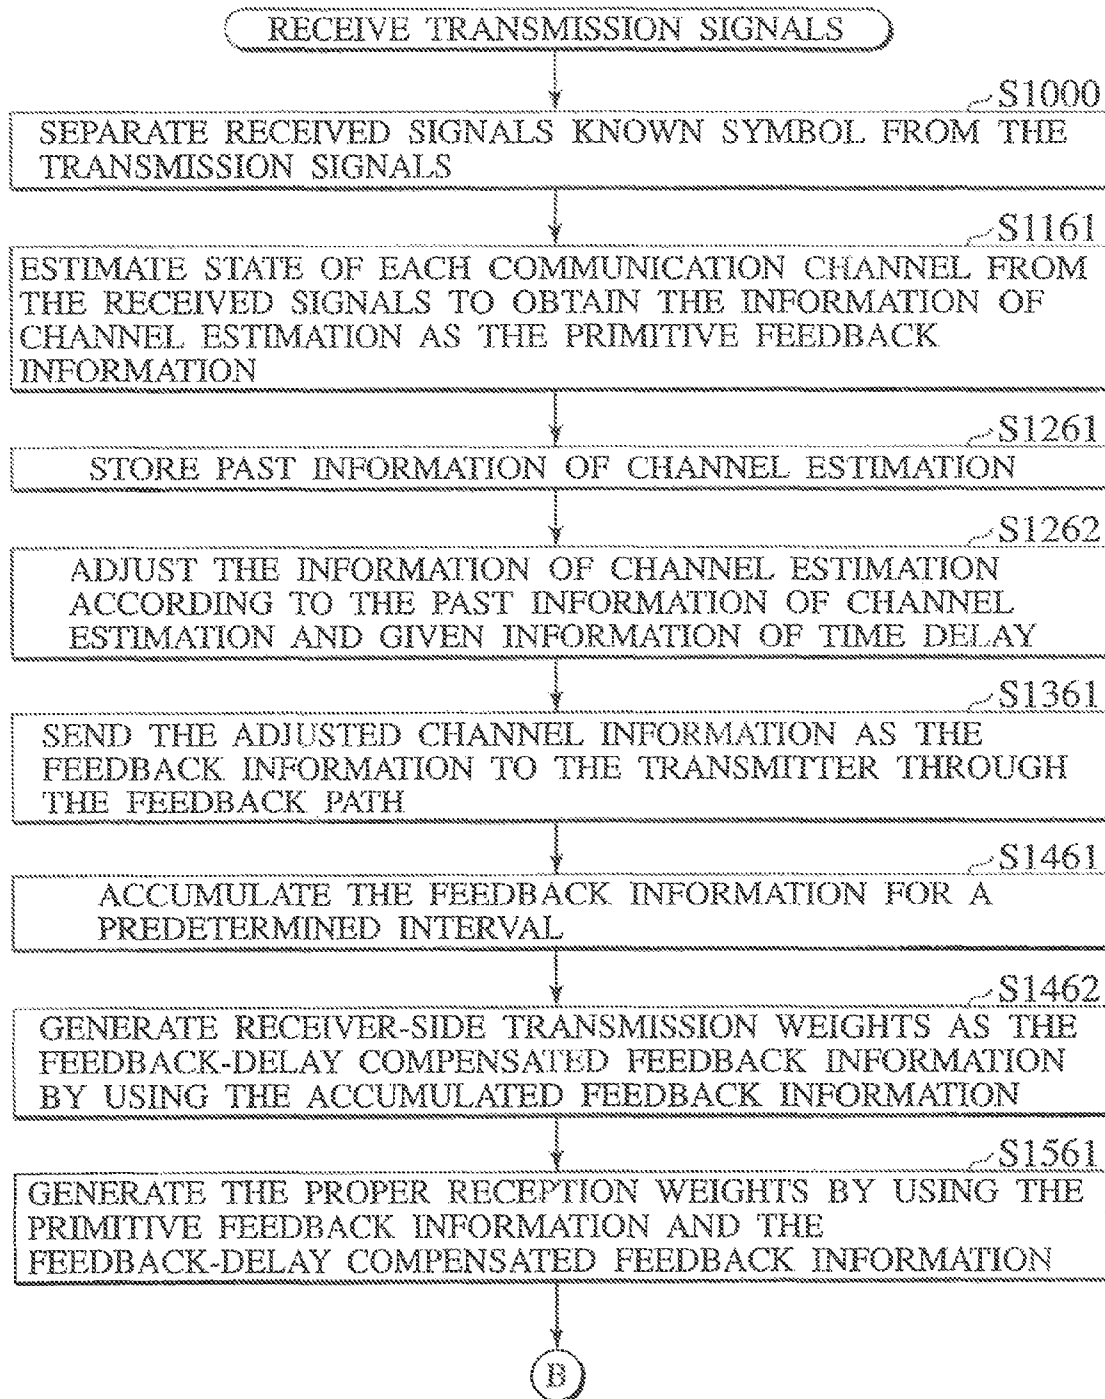 RECEIVE TRANSMISSION SIGNALS
S1000
SEPARATE RECEIVED SIGNALS KNOWN SYMBOL FROM THE
TRANSMISSION SIGNALS
S1161
ESTIMATE STATE OF EACH COMMUNICATION CHANNEL FROM
THE RECEIVED SIGNALS TO OBTAIN THE INFORMATION OF
CHANNEL ESTIMATION AS THE PRIMITIVE FEEDBACK
INFORMATION
S1261
STORE PAST INFORMATION OF CHANNEL ESTIMATION
S1262
ADJUST THE INFORMATION OF CHANNEL ESTIMATION
ACCORDING TO THE PAST INFORMATION OF CHANNEL
ESTIMATION AND GIVEN INFORMATION OF TIME DELAY
S1361
SEND THE ADJUSTED CHANNEL INFORMATION AS THE
FEEDBACK INFORMATION TO THE TRANSMITTER THROUGH
THE FEEDBACK PATH
S1461
ACCUMULATE THE FEEDBACK INFORMATION FOR A
PREDETERMINED INTERVAL
S1462
GENERATE RECEIVER-SIDE TRANSMISSION WEIGHTS AS THE
FEEDBACK-DELAY COMPENSATED FEEDBACK INFORMATION
BY USING THE ACCUMULATED FEEDBACK INFORMATION
S1561
GENERATE THE PROPER RECEPTION WEIGHTS BY USING THE
PRIMITIVE FEEDBACK INFORMATION AND THE
FEEDBACK-DELAY COMPENSATED FEEDBACK INFORMATION
B